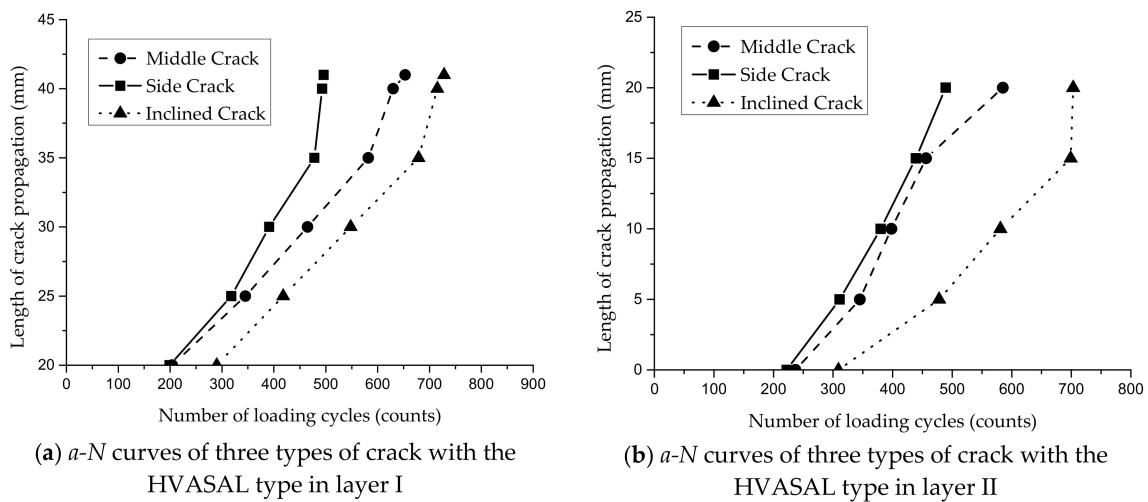 45
40
35
30
25
20
Length of crack propagation (mm)
Middle Crack
Side Crack
Inclined Crack
0 100 200 300 400 500 600 700 800 900
Number of loading cycles (counts)
(a) a-N curves of three types of crack with the
HVASAL type in layer I
25
20
15
10
5
0
Length of crack propagation (mm)
Middle Crack
Side Crack
Inclined Crack
0 100 200 300 400 500 600 700 800
Number of loading cycles (counts)
(b) a-N curves of three types of crack with the
HVASAL type in layer II